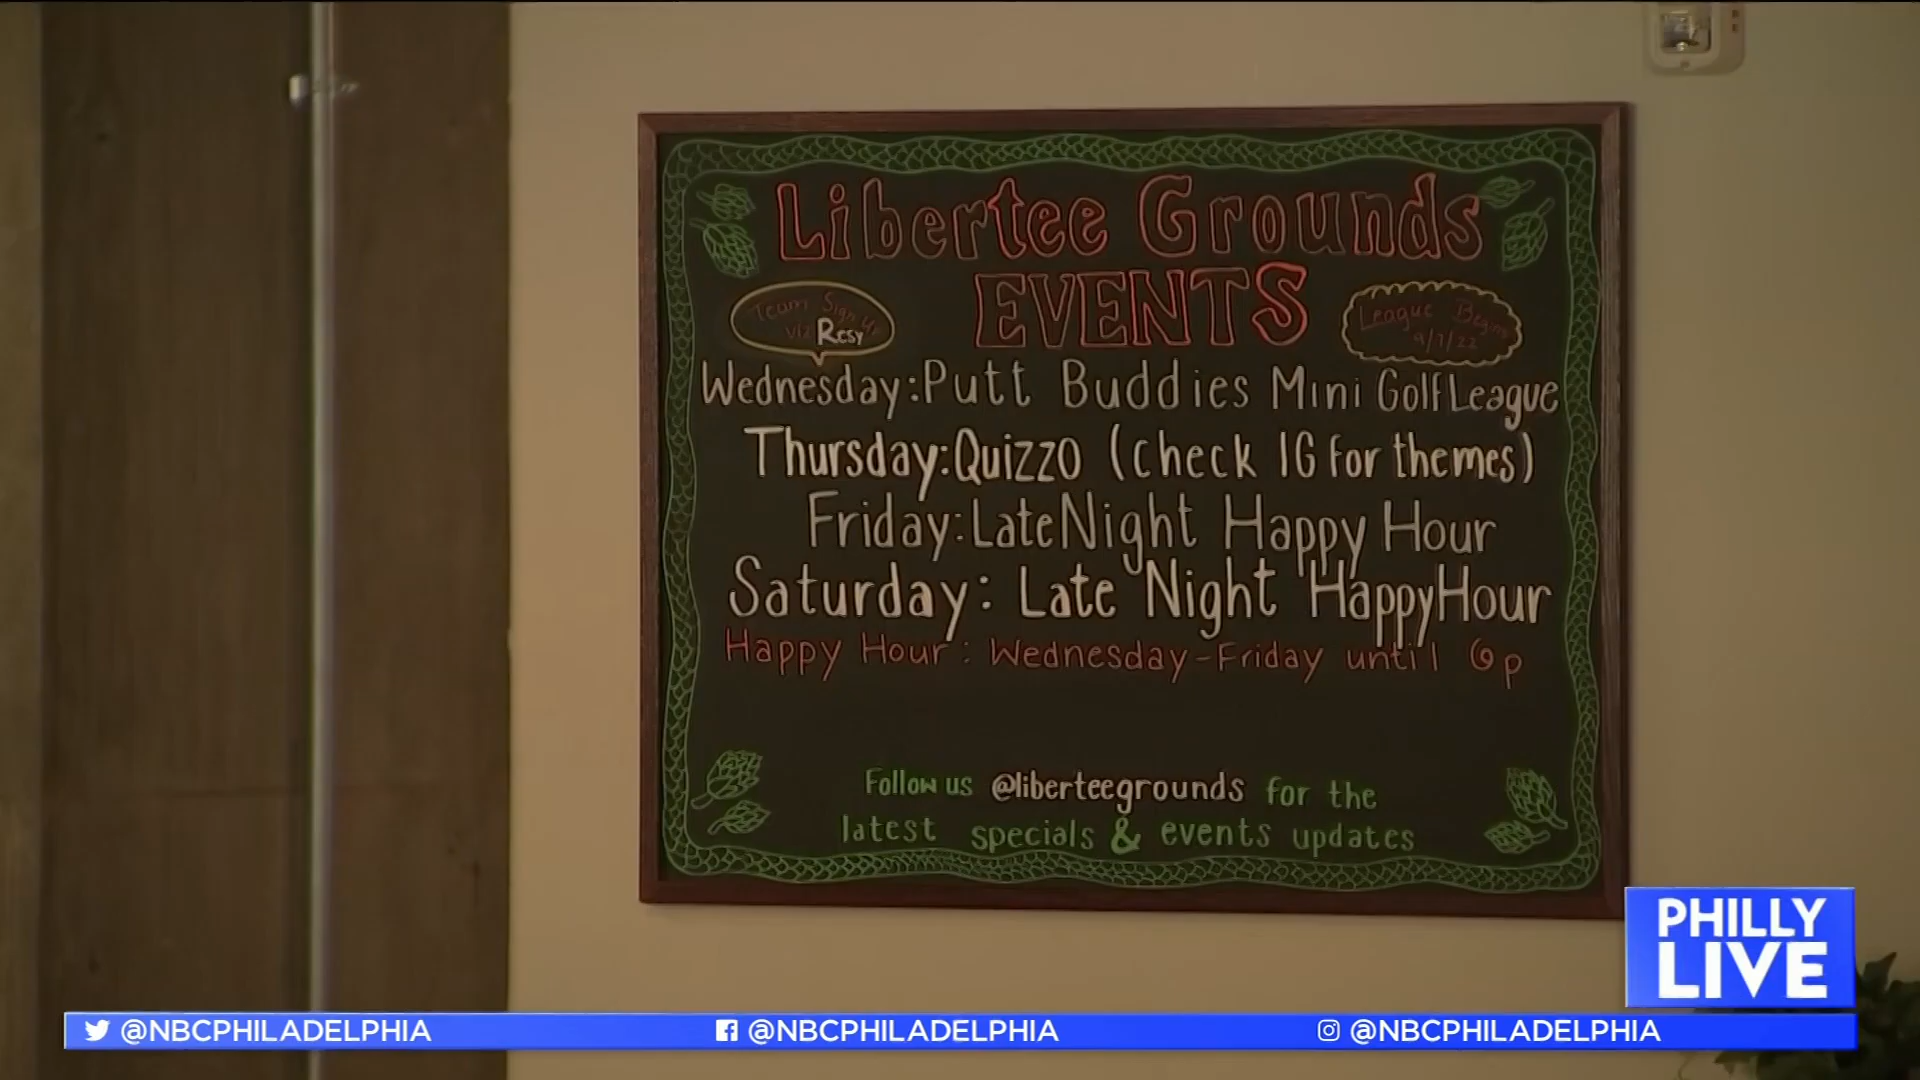 Libertee Grounds
EVENTS
Team Sign Up
via Resy
League Begins
9/7/22
Wednesday: Putt Buddies Mini Golf League
Thursday: Quizzo (check IG for themes)
Friday: Late Night Happy Hour
Saturday: Late Night Happy Hour
Happy Hour: Wednesday-Friday until 6p
Follow us @liberteegrounds for the
latest specials & events updates
PHILLY
LIVE
@NBCPHILADELPHIA
@NBCPHILADELPHIA
@NBCPHILADELPHIA